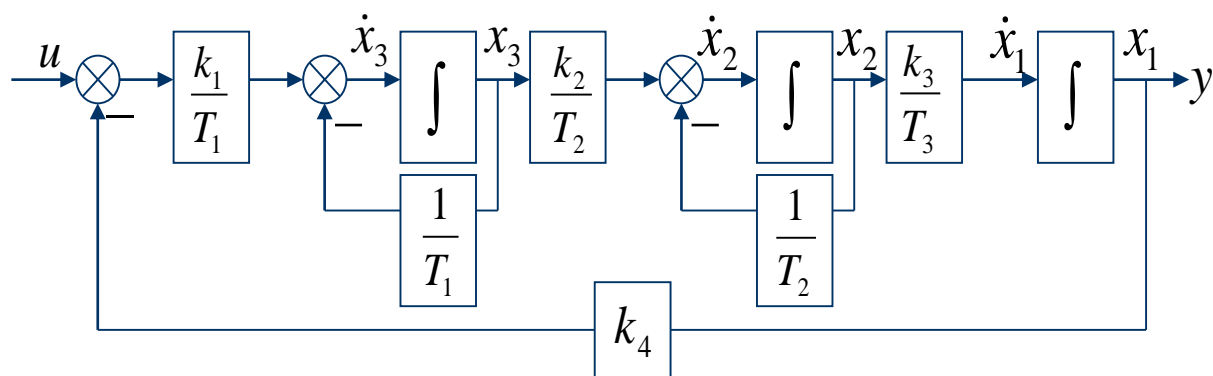 u
k₁/T₁
ẋ₃
∫
x₃
k₂/T₂
ẋ₂
∫
x₂
k₃/T₃
ẋ₁
∫
x₁
y
−
−
−
1/T₁
1/T₂
k₄